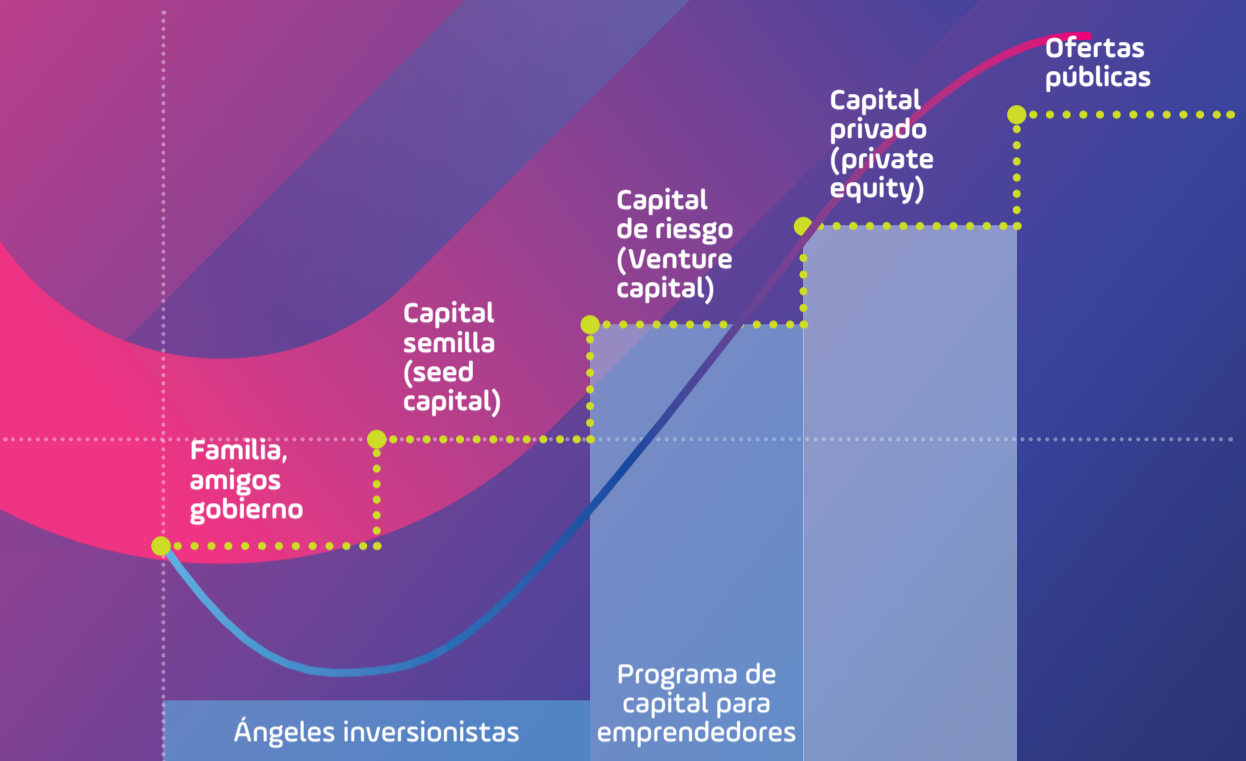 Ofertas
públicas
Capital
privado
(private
equity)
Capital
de riesgo
(Venture
capital)
Capital
semilla
(seed
capital)
Familia,
amigos
gobierno
Programa de
capital para
emprendedores
Ángeles inversionistas